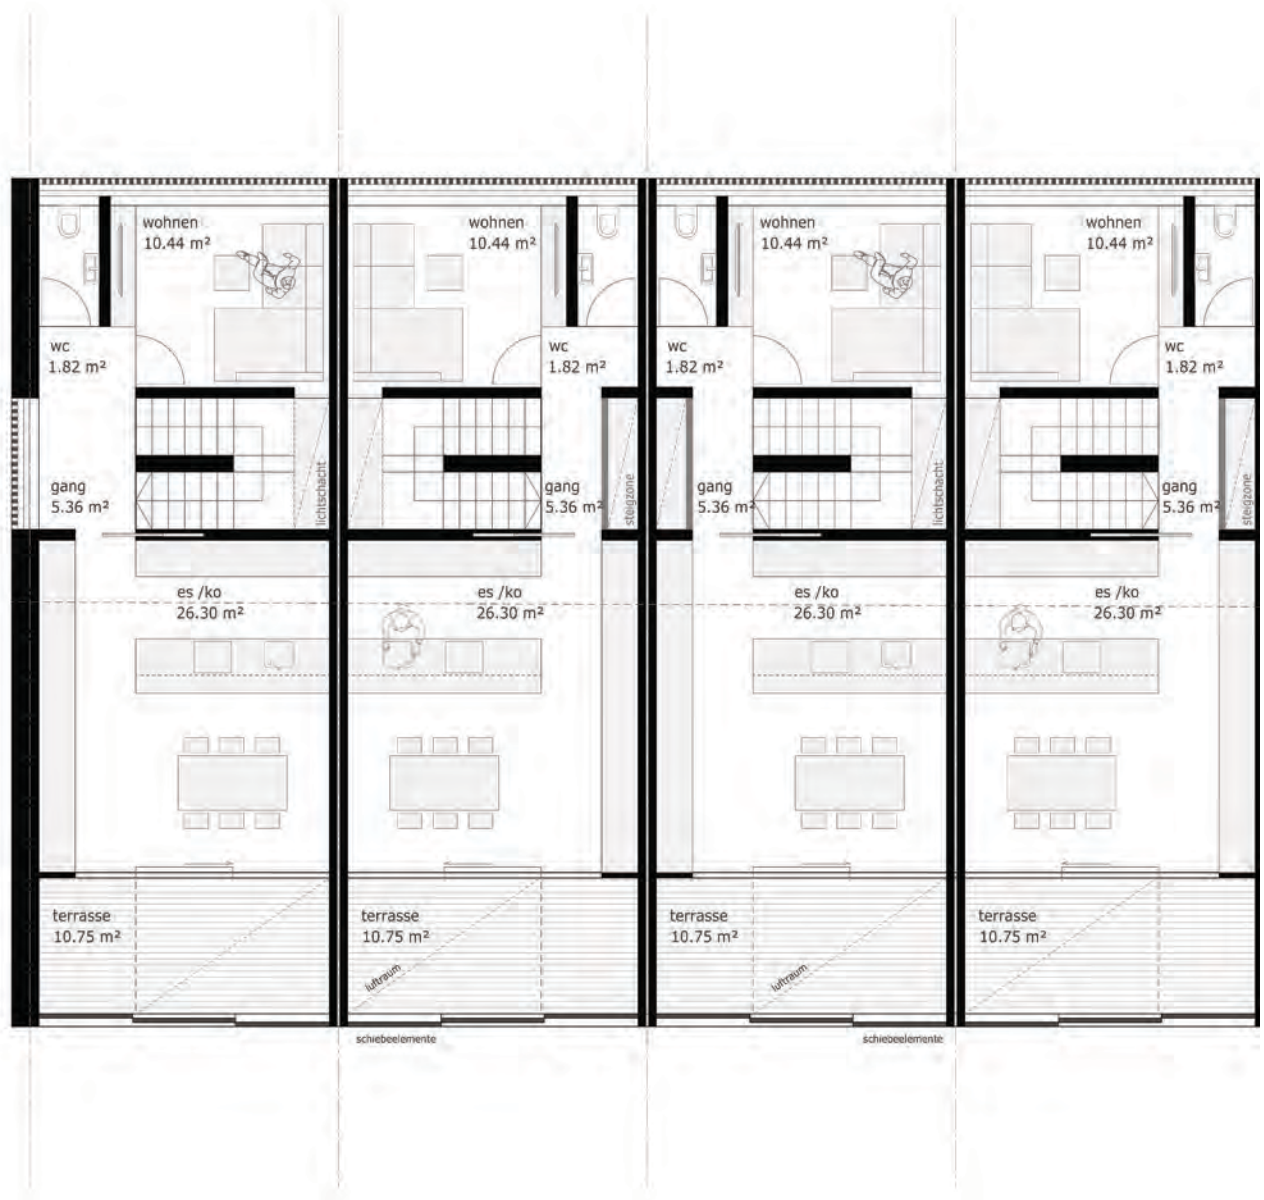 wohnen
10.44 m²
wohnen
10.44 m²
wohnen
10.44 m²
wohnen
10.44 m²
wc
1.82 m²
wc
1.82 m²
wc
1.82 m²
wc
1.82 m²
gang
5.36 m²
lichtschacht
gang
5.36 m²
steigzone
gang
5.36 m²
lichtschacht
gang
5.36 m²
steigzone
es /ko
26.30 m²
es /ko
26.30 m²
es /ko
26.30 m²
es /ko
26.30 m²
terrasse
10.75 m²
terrasse
10.75 m²
luftraum
terrasse
10.75 m²
luftraum
terrasse
10.75 m²
schiebeelemente
schiebeelemente